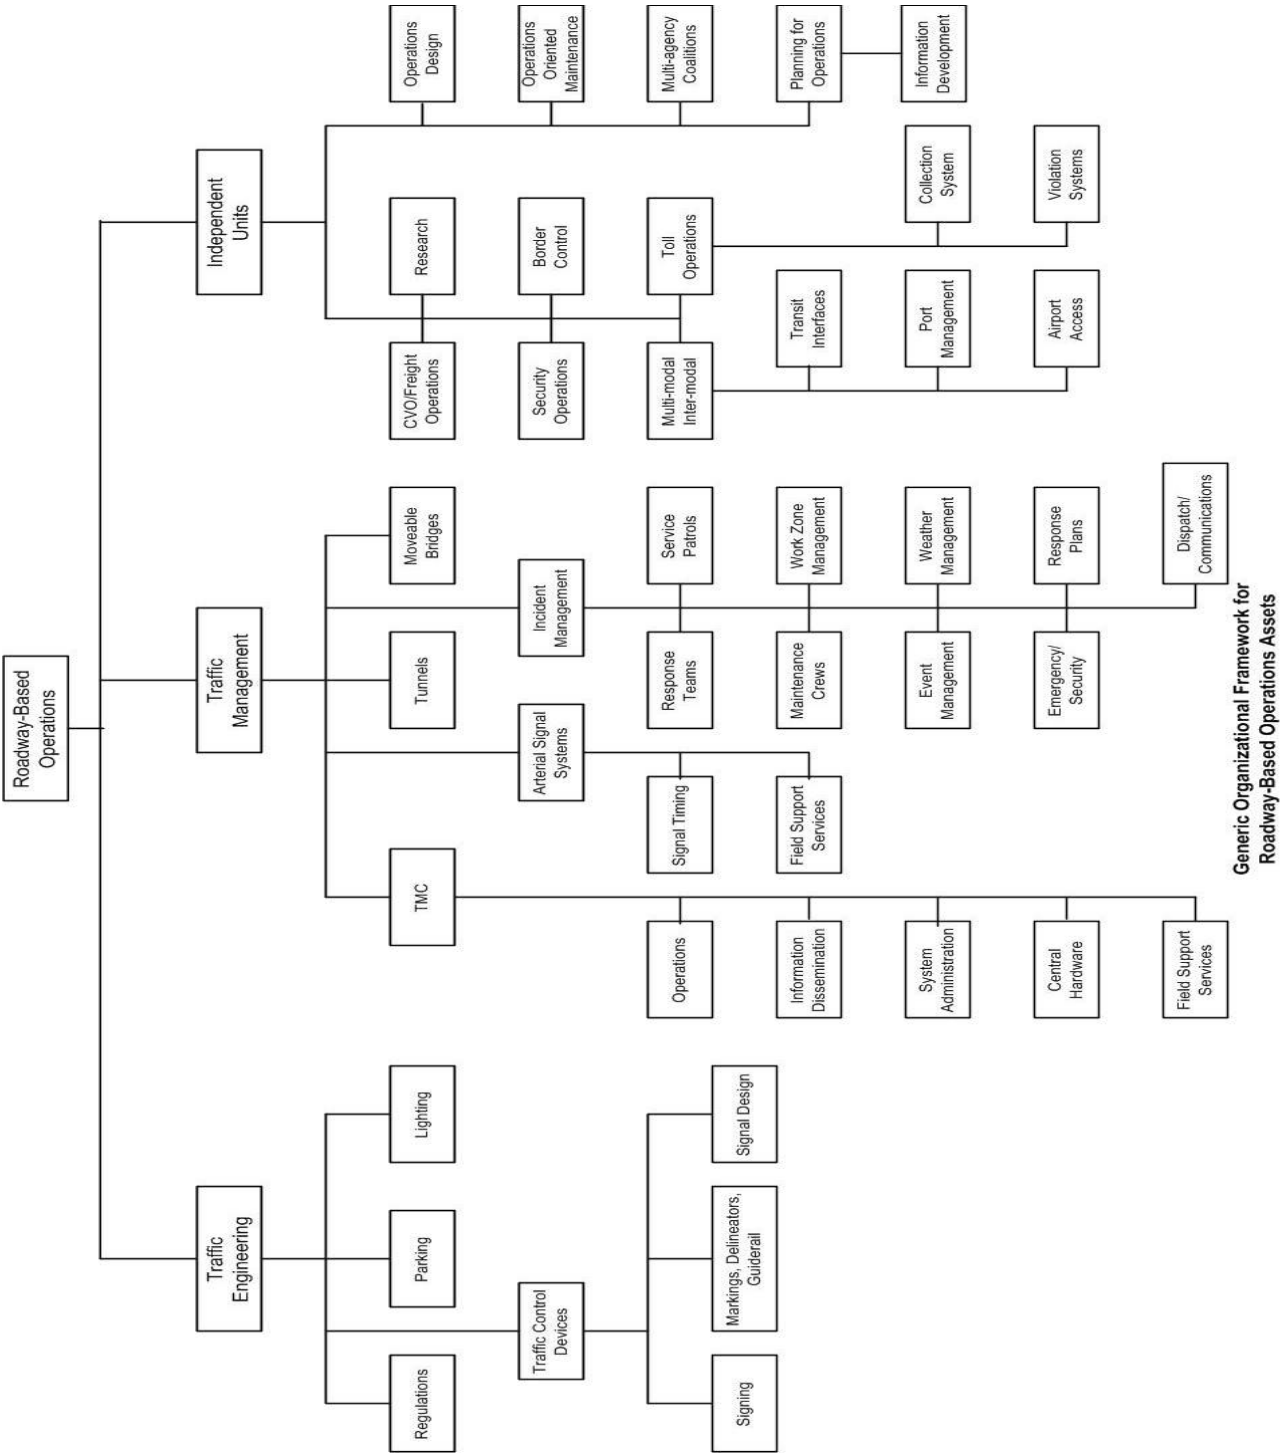 Roadway-Based
Operations
Traffic
Engineering
Traffic
Management
Independent
Units
Regulations
Parking
Lighting
TMC
Tunnels
Moveable
Bridges
CVO/Freight
Operations
Research
Operations
Design
Traffic Control
Devices
Arterial Signal
Systems
Incident
Management
Security
Operations
Border
Control
Operations
Oriented
Maintenance
Operations
Signal Timing
Response
Teams
Service
Patrols
Multi-modal
Inter-modal
Toll
Operations
Multi-agency
Coalitions
Signing
Markings, Delineators,
Guiderail
Signal Design
Information
Dissemination
Field Support
Services
Maintenance
Crews
Work Zone
Management
Transit
Interfaces
Planning for
Operations
System
Administration
Event
Management
Weather
Management
Port
Management
Collection
System
Information
Development
Central
Hardware
Emergency/
Security
Response
Plans
Airport
Access
Violation
Systems
Field Support
Services
Dispatch/
Communications
Generic Organizational Framework for
Roadway-Based Operations Assets